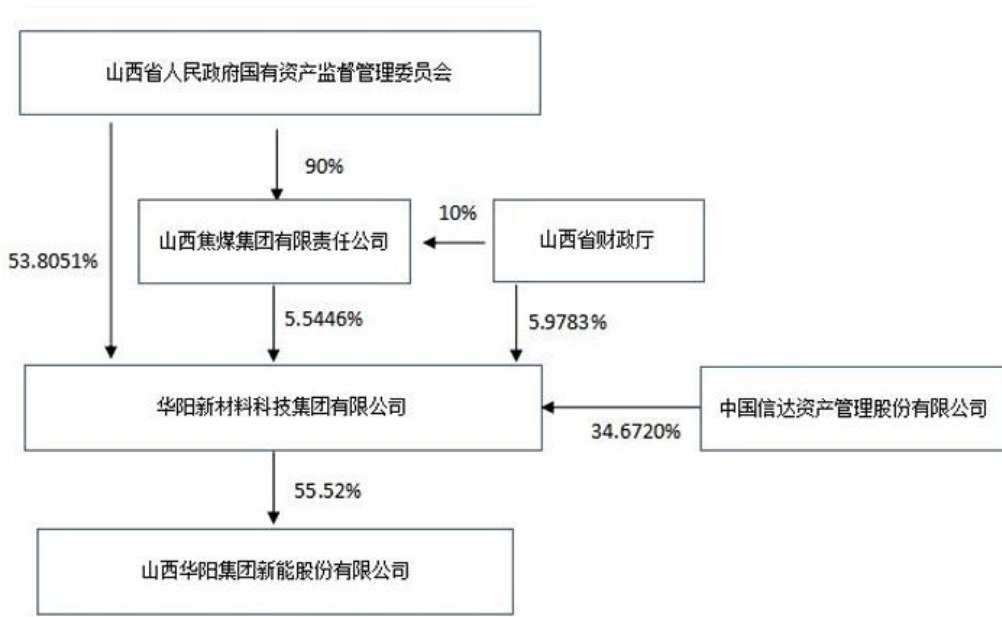 山西省人民政府国有资产监督管理委员会
90%
山西焦煤集团有限责任公司
10%
山西省财政厅
53.8051%
5.5446%
5.9783%
华阳新材料科技集团有限公司
中国信达资产管理股份有限公司
34.6720%
55.52%
山西华阳集团新能股份有限公司